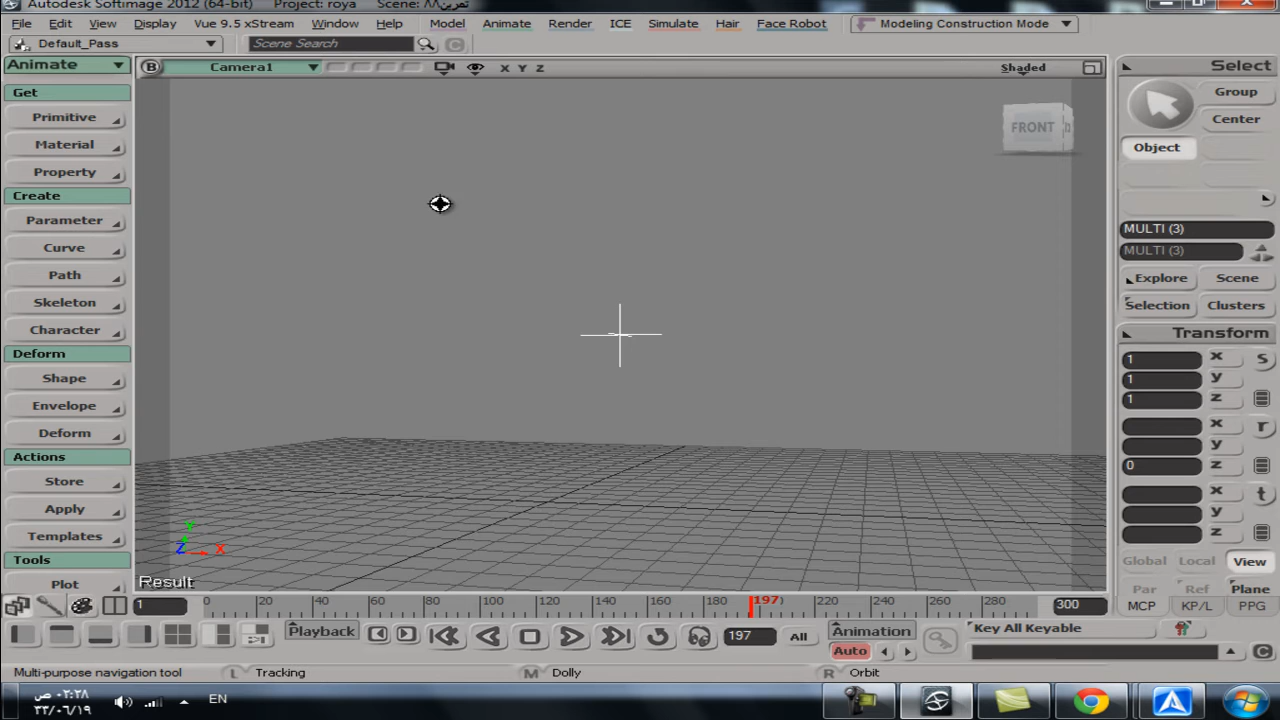 Autodesk Softimage 2012 (64-bit) Project: roya Scene: تمرين٨٨
File Edit View Display Vue 9.5 xStream Window Help Model Animate Render ICE Simulate Hair Face Robot Modeling Construction Mode
Default_Pass Scene Search C
Animate B Camera1 X Y Z Shaded Select
Get
Primitive
Material
Property
Create
Parameter
Curve
Path
Skeleton
Character
Deform
Shape
Envelope
Deform
Actions
Store
Apply
Templates
Tools
Plot
FRONT
Y
Z X
Result
Group
Center
Object
MULTI (3)
MULTI (3)
Explore Scene
Selection Clusters
Transform
1 x s
1 y
1 z
x r
y
0 z
x t
y
z
Global Local View
Par Ref Plane
MCP KP/L PPG
1 0 20 40 60 80 100 120 140 160 180 197 220 240 260 280 300
Playback 197 All Animation Key All Keyable
Auto C
Multi-purpose navigation tool L Tracking M Dolly R Orbit
٠٢:٢٨ ص
٣٣/٠٦/١٩
EN